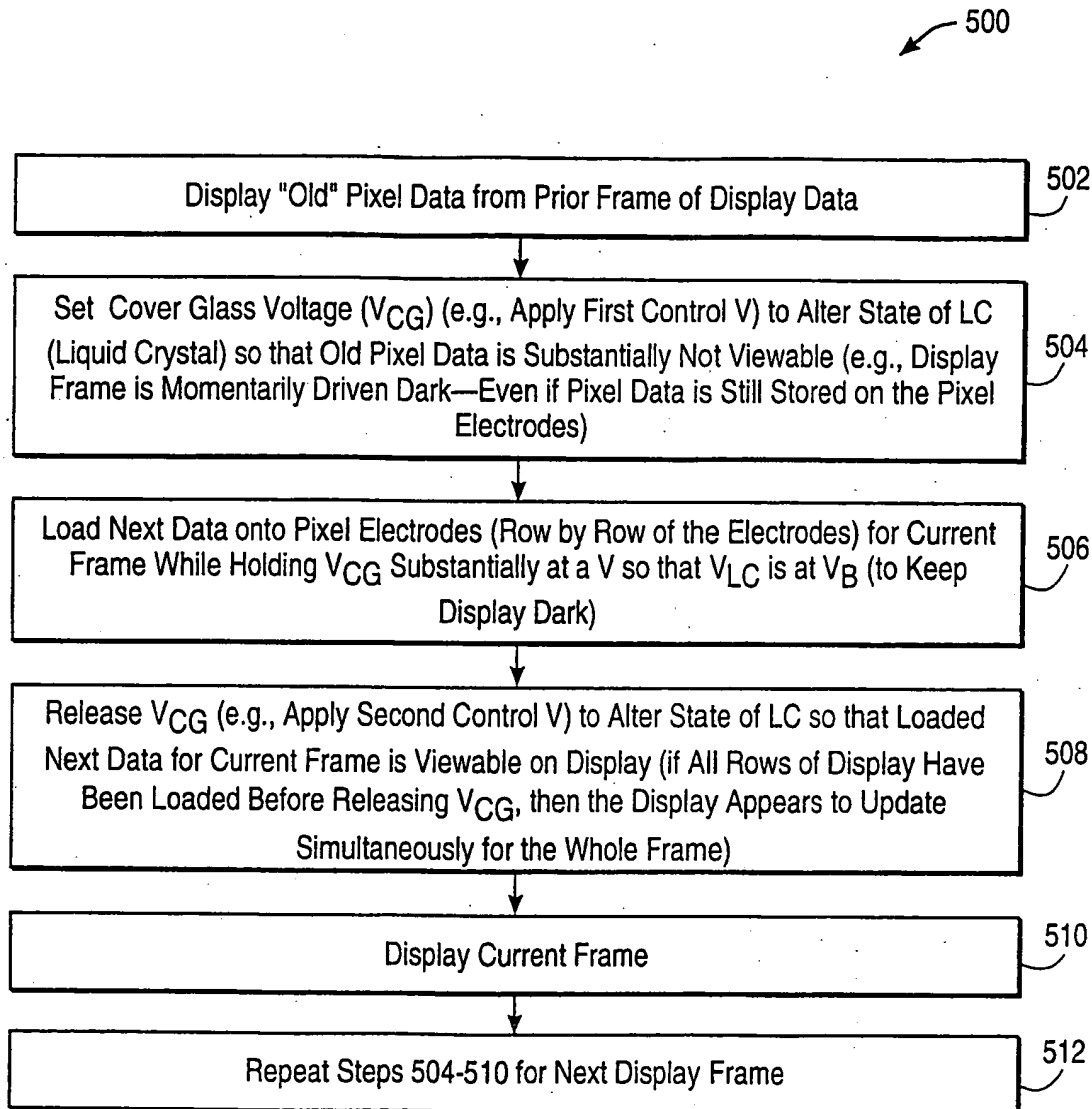 500
Display "Old" Pixel Data from Prior Frame of Display Data
502
Set Cover Glass Voltage (VCG) (e.g., Apply First Control V) to Alter State of LC
(Liquid Crystal) so that Old Pixel Data is Substantially Not Viewable (e.g., Display
Frame is Momentarily Driven Dark—Even if Pixel Data is Still Stored on the Pixel
Electrodes)
504
Load Next Data onto Pixel Electrodes (Row by Row of the Electrodes) for Current
Frame While Holding VCG Substantially at a V so that VLC is at VB (to Keep
Display Dark)
506
Release VCG (e.g., Apply Second Control V) to Alter State of LC so that Loaded
Next Data for Current Frame is Viewable on Display (if All Rows of Display Have
Been Loaded Before Releasing VCG, then the Display Appears to Update
Simultaneously for the Whole Frame)
508
Display Current Frame
510
Repeat Steps 504-510 for Next Display Frame
512